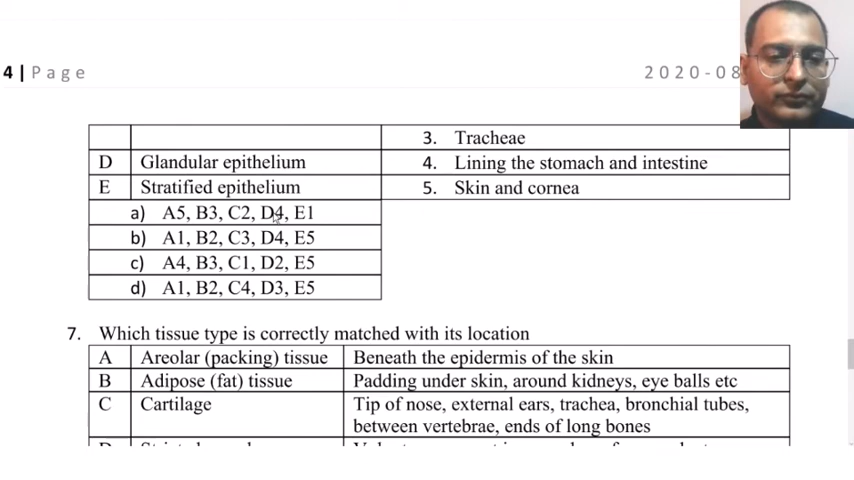 4 | Page
2020-08
3. Tracheae
D Glandular epithelium 4. Lining the stomach and intestine
E Stratified epithelium 5. Skin and cornea
a) A5, B3, C2, D4, E1
b) A1, B2, C3, D4, E5
c) A4, B3, C1, D2, E5
d) A1, B2, C4, D3, E5
7. Which tissue type is correctly matched with its location
A Areolar (packing) tissue Beneath the epidermis of the skin
B Adipose (fat) tissue Padding under skin, around kidneys, eye balls etc
C Cartilage Tip of nose, external ears, trachea, bronchial tubes,
between vertebrae, ends of long bones